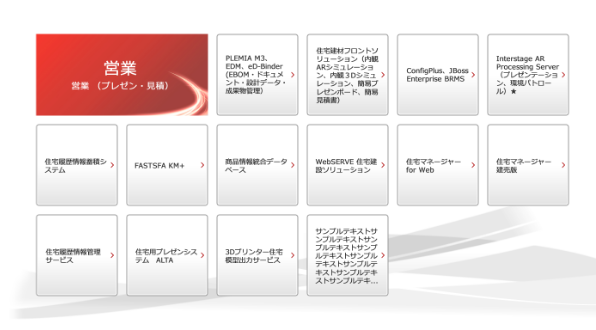 営業
営業 （プレゼン・見積）
PLEMIA M3、
EDM、eD-Binder
(EBOM・ドキュメ
ント・設計データ・
成果物管理)
住宅建材フロントソ
リューション（内観
ARシミュレーショ
ン、内観３Dシミュ
レーション、簡易プ
レゼンボード、簡易
見積書）
ConfigPlus、JBoss
Enterprise BRMS
Interstage AR
Processing Server
（プレゼンテーショ
ン、環境パトロー
ル）★
住宅履歴情報蓄積シ
ステム
FASTSFA KM+
商品情報統合データ
ベース
WebSERVE 住宅建
設ソリューション
住宅マネージャー
for Web
住宅マネージャー
建売版
住宅履歴情報管理
サービス
住宅用プレゼンシス
テム　ALTA
3Dプリンター住宅
模型出力サービス
サンプルテキストサ
ンプルテキストサン
プルテキストサンプ
ルテキストサンプル
テキストサンプルテ
キストサンプルテキ
ストサンプルテキ...